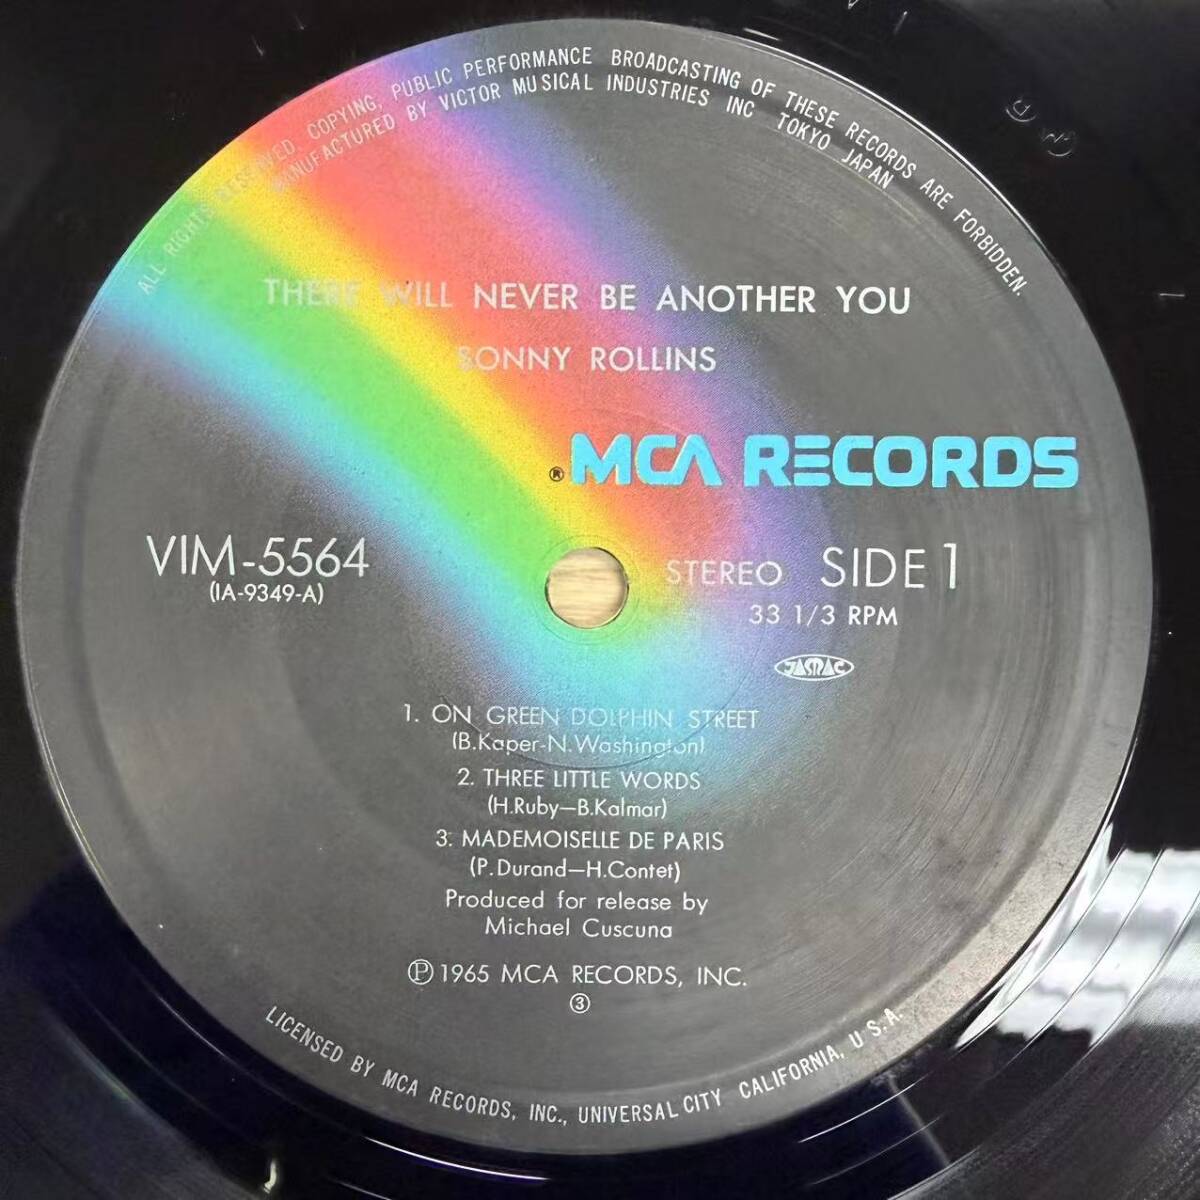 ALL RIGHTS RESERVED COPYING, PUBLIC PERFORMANCE BROADCASTING OF THESE RECORDS ARE FORBIDDEN.
MANUFACTURED BY VICTOR MUSICAL INDUSTRIES INC TOKYO JAPAN
THERE WILL NEVER BE ANOTHER YOU
SONNY ROLLINS
® MCA RECORDS
VIM-5564
(IA-9349-A)
STEREO SIDE 1
33 1/3 RPM
JASRAC
1. ON GREEN DOLPHIN STREET
(B.Kaper-N.Washington)
2. THREE LITTLE WORDS
(H.Ruby—B.Kalmar)
3. MADEMOISELLE DE PARIS
(P.Durand—H.Contet)
Produced for release by
Michael Cuscuna
℗ 1965 MCA RECORDS, INC.
③
LICENSED BY MCA RECORDS, INC., UNIVERSAL CITY CALIFORNIA, U.S.A.